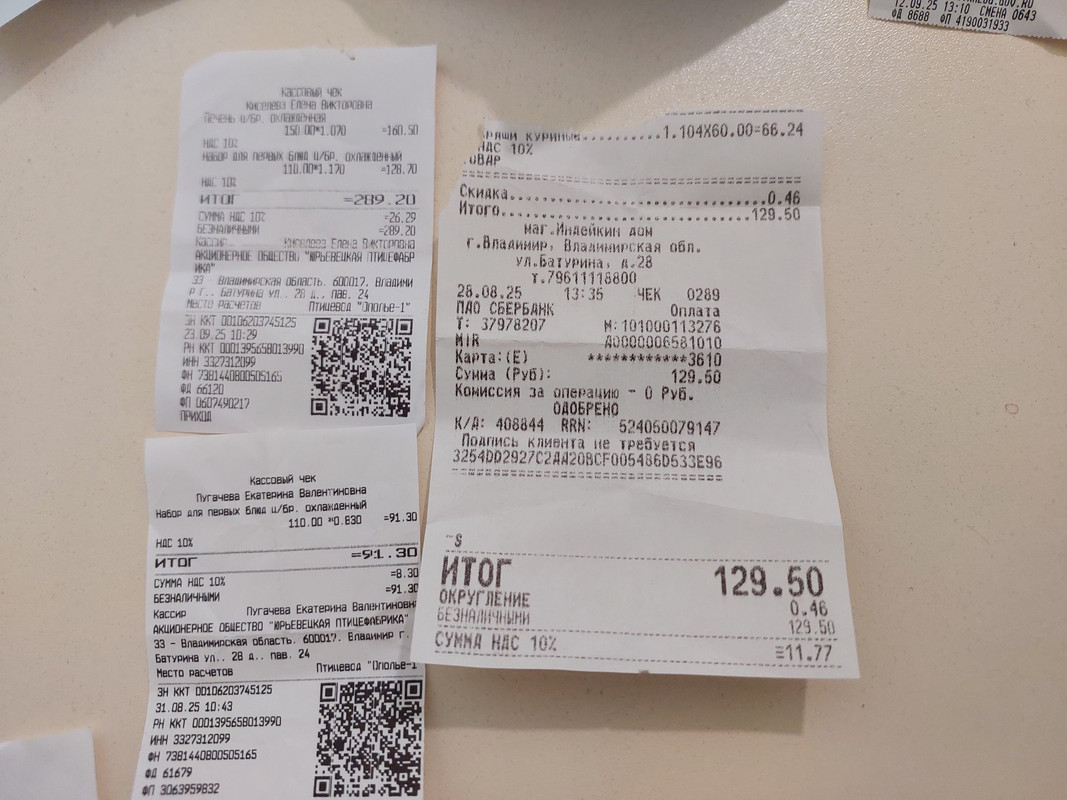 12.09.25 13:10 СМЕНА 0643
ФД 8688 ФП 4190031933
Кассовый чек
Киселева Елена Викторовна
Печень ц/бр. охлажденная
150.00*1.070 =160.50
НДС 10%
Набор для первых блюд ц/бр. охлажденный
110.00*1.170 =128.70
НДС 10%
ИТОГ =289.20
СУММА НДС 10% =26.29
БЕЗНАЛИЧНЫМИ =289.20
Кассир Киселева Елена Викторовна
АКЦИОНЕРНОЕ ОБЩЕСТВО "ЮРЬЕВЕЦКАЯ ПТИЦЕФАБР
ИКА"
33 - Владимирская область. 600017. Владими
р г.. Батурина ул.. 28 д.. пав. 24
Место расчетов Птицевод "Ополье-1"
ЗН ККТ 00106203745125
23.09.25 10:29
РН ККТ 0001395658013990
ИНН 3327312099
ФН 7381440800505165
ФД 66120
ФП 0607490217
ПРИХОД
Кассовый чек
Пугачева Екатерина Валентиновна
Набор для первых блюд ц/бр. охлажденный
110.00 *0.830 =91.30
НДС 10%
ИТОГ =91.30
СУММА НДС 10% =8.30
БЕЗНАЛИЧНЫМИ =91.30
Кассир Пугачева Екатерина Валентиновн
АКЦИОНЕРНОЕ ОБЩЕСТВО "ЮРЬЕВЕЦКАЯ ПТИЦЕФАБРИКА"
33 - Владимирская область. 600017. Владимир г.
Батурина ул.. 28 д.. пав. 24
Место расчетов Птицевод "Ополье-1
ЗН ККТ 00106203745125
31.08.25 10:43
РН ККТ 0001395658013990
ИНН 3327312099
ФН 7381440800505165
ФД 61679
ФП 3063959832
КУРИНЫЕ..........1.104X60.00=66.24
НДС 10%
ОВАР
Скидка..........0.46
Итого..........129.50
маг.Индейкин дом
г.Владимир, Владимирская обл.
ул.Батурина, д.28
т.79611118800
28.08.25 13:35 ЧЕК 0289
ПАО СБЕРБАНК Оплата
Т: 37978207 М:101000113276
MIR A0000006581010
Карта:(E) ************3610
Сумма (Руб): 129.50
Комиссия за операцию - 0 Руб.
ОДОБРЕНО
К/А: 408844 RRN: 524060079147
Подпись клиента не требуется
3254DD2927C2AA20BCF005486D533E96
~S
ИТОГ 129.50
ОКРУГЛЕНИЕ 0.46
БЕЗНАЛИЧНЫМИ 129.50
СУММА НДС 10% =11.77